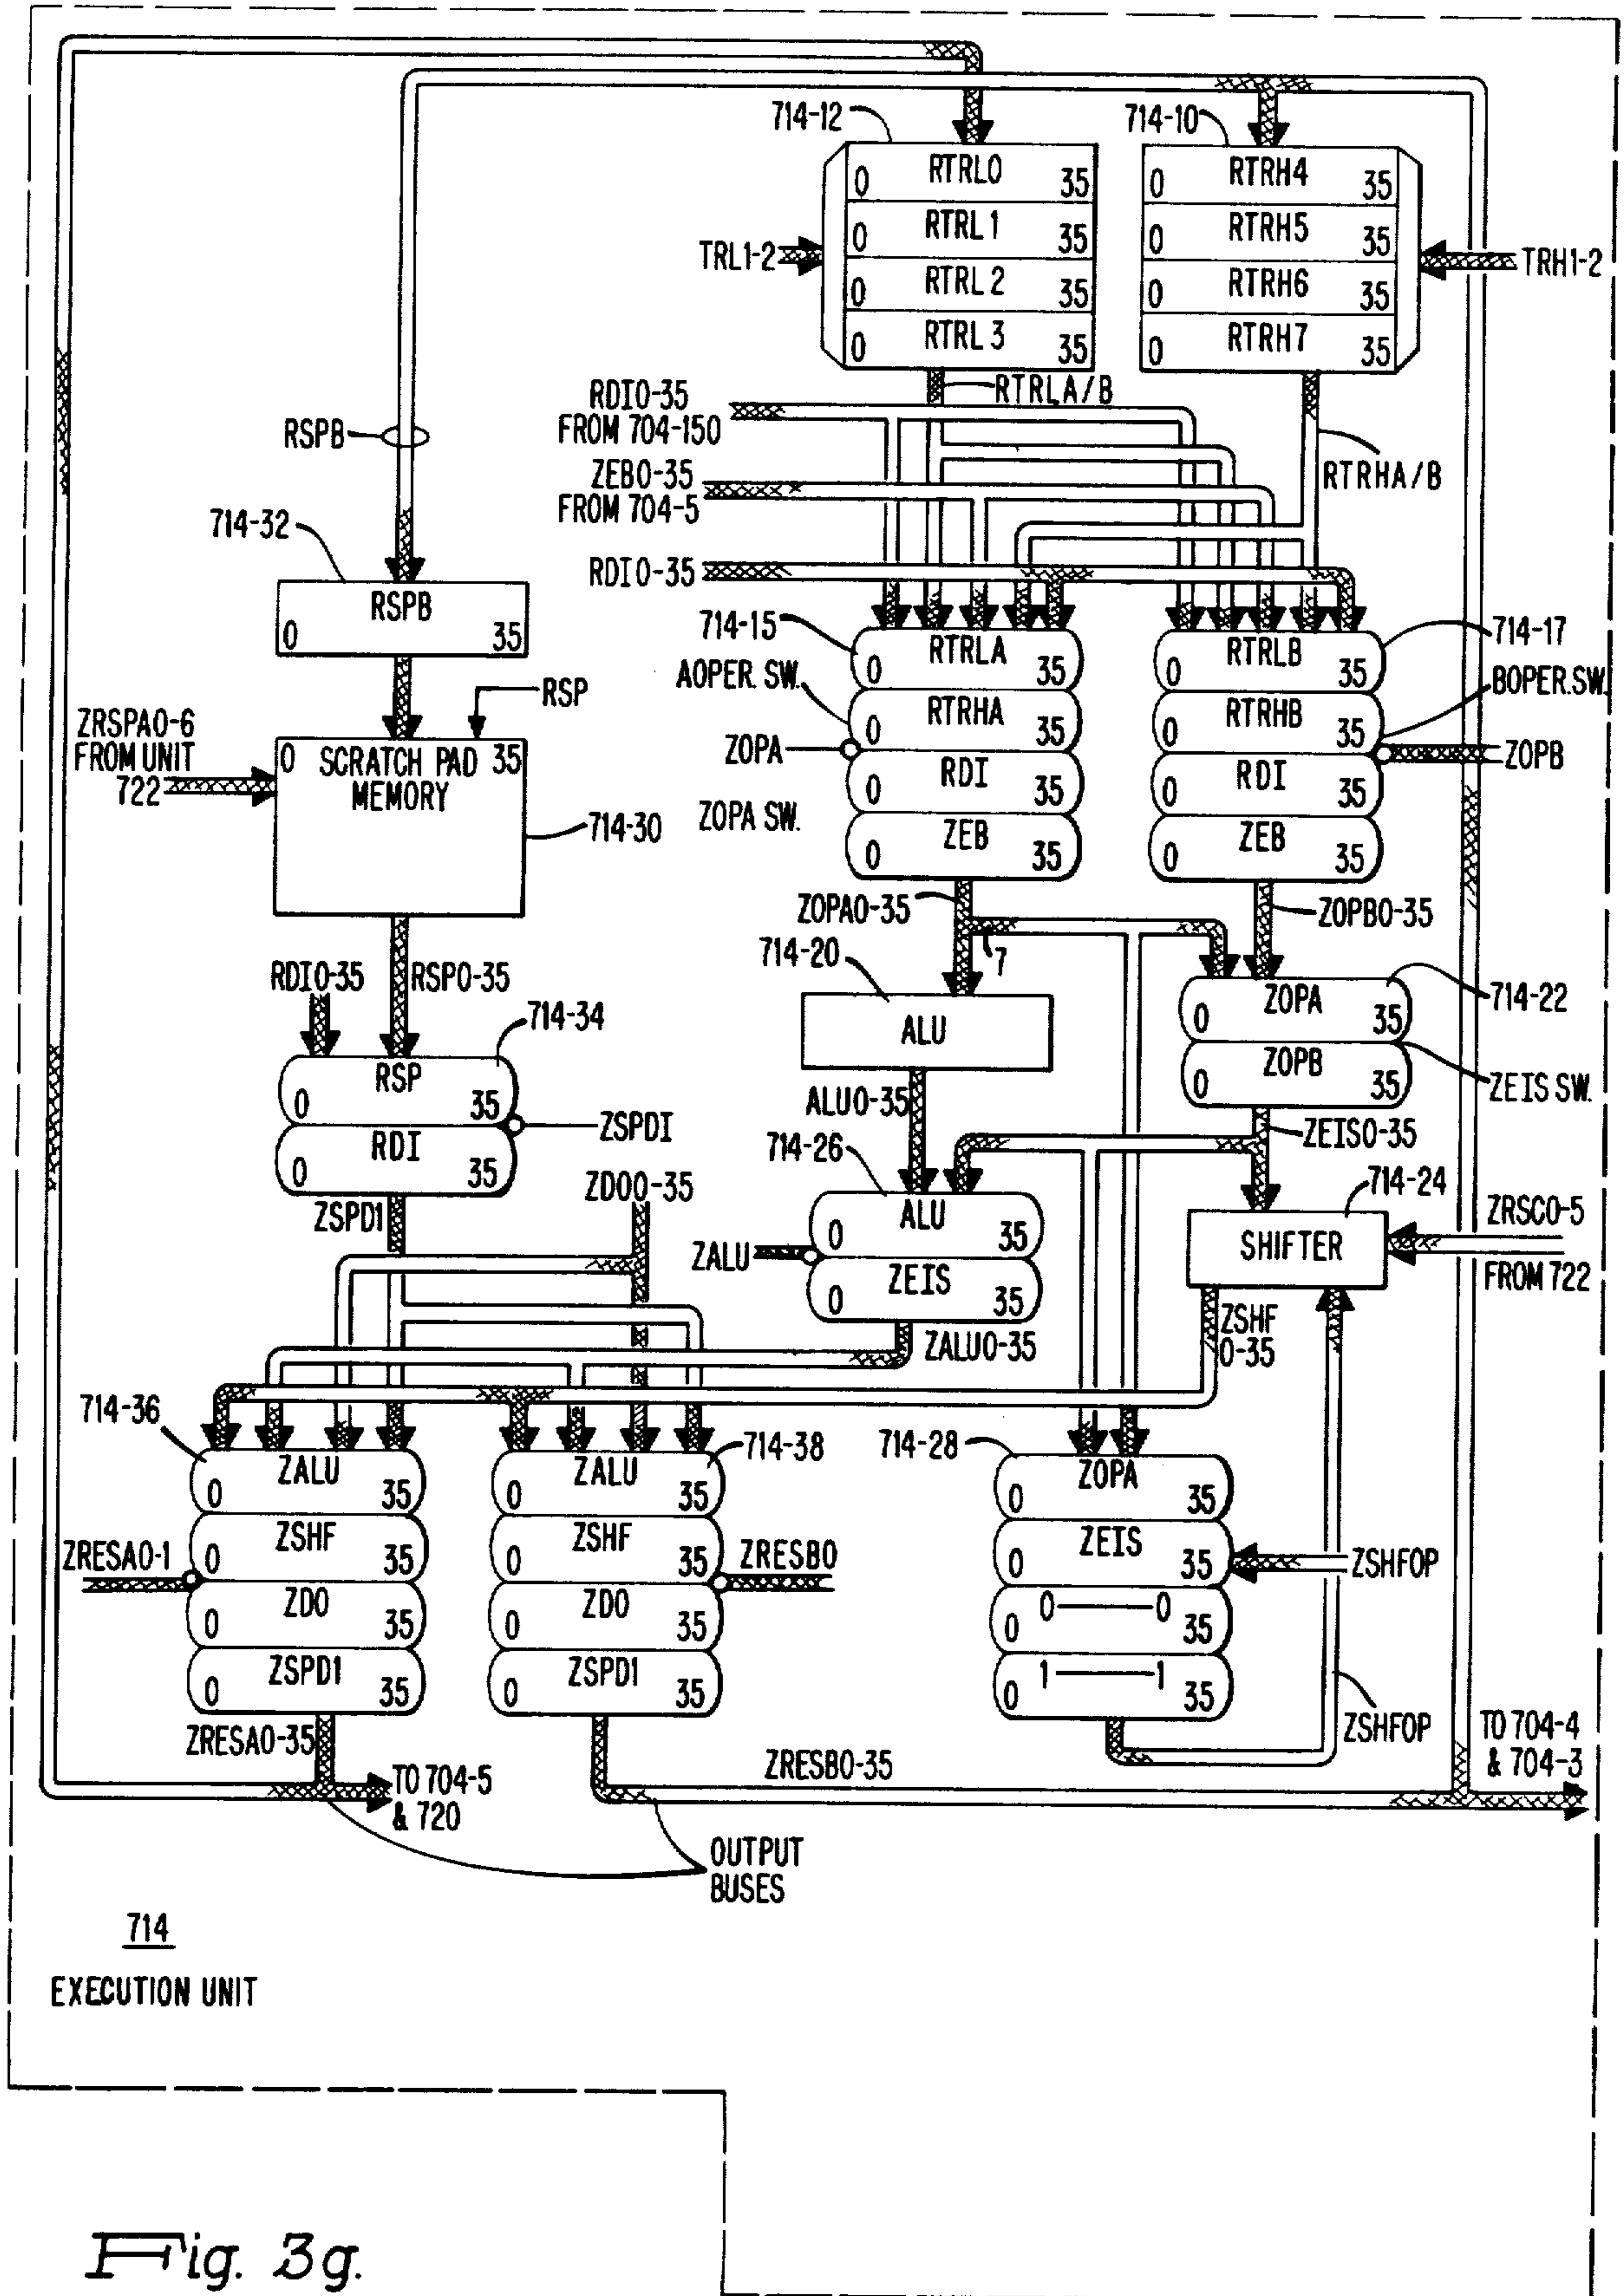 714-12
714-10
0 RTRL0 35
0 RTRL1 35
0 RTRL2 35
0 RTRL3 35
0 RTRH4 35
0 RTRH5 35
0 RTRH6 35
0 RTRH7 35
TRL1-2
TRH1-2
RTRLA/B
RTRHA/B
RSPB
RDI0-35
FROM 704-150
ZEB0-35
FROM 704-5
RDI0-35
714-32
RSPB
0 35
714-15
AOPER. SW.
0 RTRLA 35
0 RTRHA 35
0 RDI 35
0 ZEB 35
ZOPA
ZOPA SW.
714-17
BOPER. SW.
0 RTRLB 35
0 RTRHB 35
0 RDI 35
0 ZEB 35
ZOPB
RSP
ZRSPA0-6
FROM UNIT
722
0 SCRATCH PAD 35
MEMORY
714-30
ZOPA0-35
7
ZOPB0-35
714-20
ALU
714-22
0 ZOPA 35
0 ZOPB 35
ZEIS SW.
RDI0-35
RSP0-35
714-34
0 RSP 35
0 RDI 35
ZSPDI
ZSPD1
ZDO0-35
ALU0-35
714-26
0 ALU 35
0 ZEIS 35
ZALU
ZALU0-35
ZEIS0-35
714-24
SHIFTER
ZRSC0-5
FROM 722
ZSHF
0-35
714-36
0 ZALU 35
0 ZSHF 35
0 ZDO 35
0 ZSPD1 35
ZRESA0-1
714-38
0 ZALU 35
0 ZSHF 35
0 ZDO 35
0 ZSPD1 35
ZRESB0
714-28
0 ZOPA 35
0 ZEIS 35
0 0——0 35
0 1——1 35
ZSHFOP
ZSHFOP
ZRESA0-35
TO 704-5
& 720
ZRESB0-35
TO 704-4
& 704-3
OUTPUT
BUSES
714
EXECUTION UNIT
Fig. 3g.